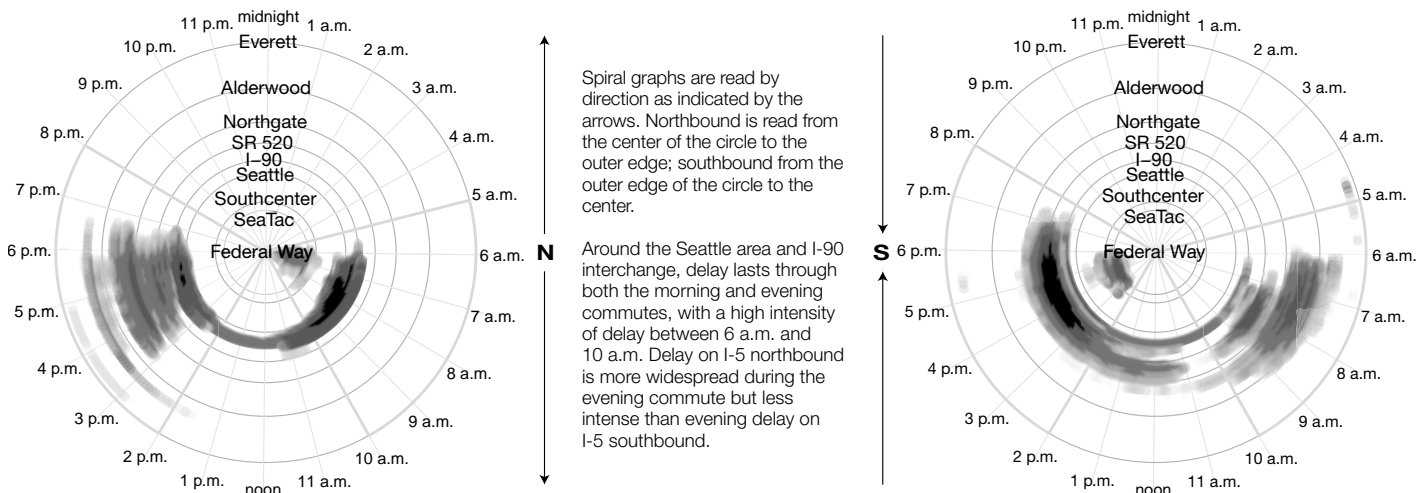 midnight
11 p.m.
1 a.m.
10 p.m.
Everett
2 a.m.
9 p.m.
Alderwood
3 a.m.
8 p.m.
Northgate
SR 520
4 a.m.
I–90
Seattle
7 p.m.
Southcenter
5 a.m.
SeaTac
6 p.m.
Federal Way
6 a.m.
5 p.m.
7 a.m.
4 p.m.
8 a.m.
3 p.m.
9 a.m.
2 p.m.
10 a.m.
1 p.m.
11 a.m.
noon
N
Spiral graphs are read by
direction as indicated by the
arrows. Northbound is read from
the center of the circle to the
outer edge; southbound from the
outer edge of the circle to the
center.
Around the Seattle area and I-90
interchange, delay lasts through
both the morning and evening
commutes, with a high intensity
of delay between 6 a.m. and
10 a.m. Delay on I-5 northbound
is more widespread during the
evening commute but less
intense than evening delay on
I-5 southbound.
S
midnight
11 p.m.
1 a.m.
10 p.m.
Everett
2 a.m.
9 p.m.
Alderwood
3 a.m.
8 p.m.
Northgate
SR 520
4 a.m.
I–90
Seattle
7 p.m.
Southcenter
5 a.m.
SeaTac
6 p.m.
Federal Way
6 a.m.
5 p.m.
7 a.m.
4 p.m.
8 a.m.
3 p.m.
9 a.m.
2 p.m.
10 a.m.
1 p.m.
11 a.m.
noon